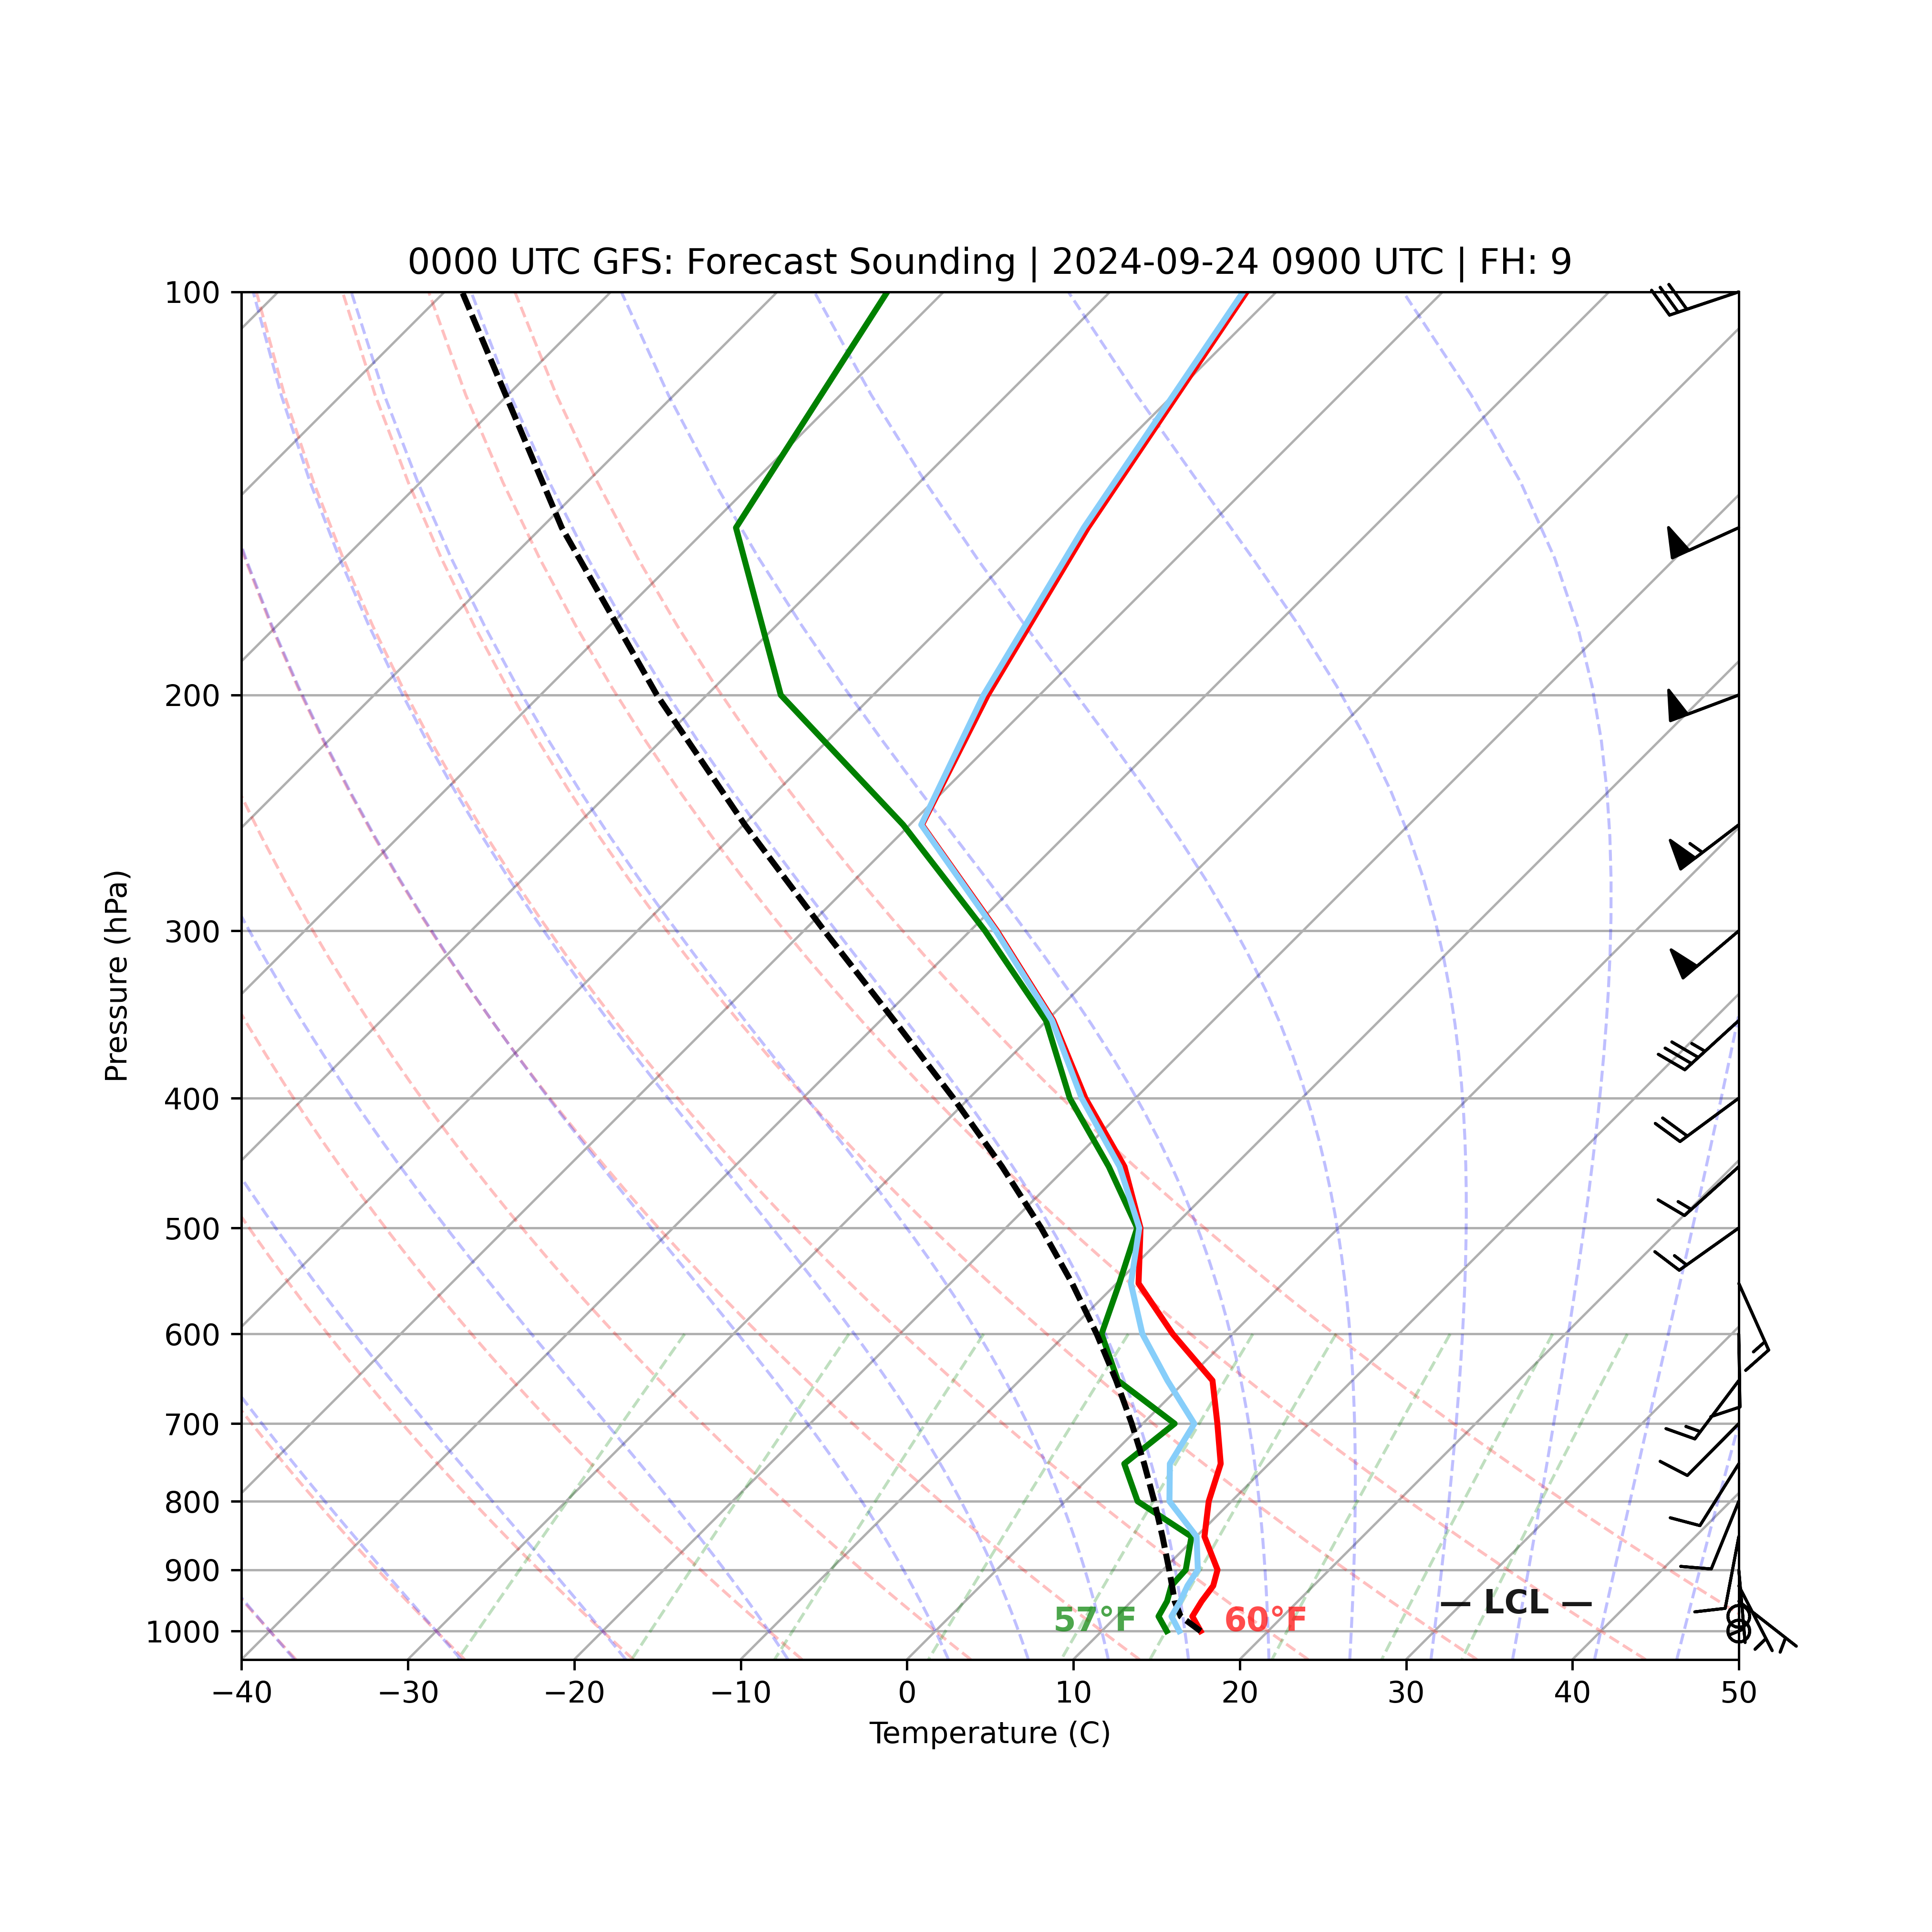 0000 UTC GFS: Forecast Sounding | 2024-09-24 0900 UTC | FH: 9
100
200
300
400
500
600
700
800
900
1000
Pressure (hPa)
57°F
60°F
— LCL —
−40 −30 −20 −10 0 10 20 30 40 50
Temperature (C)